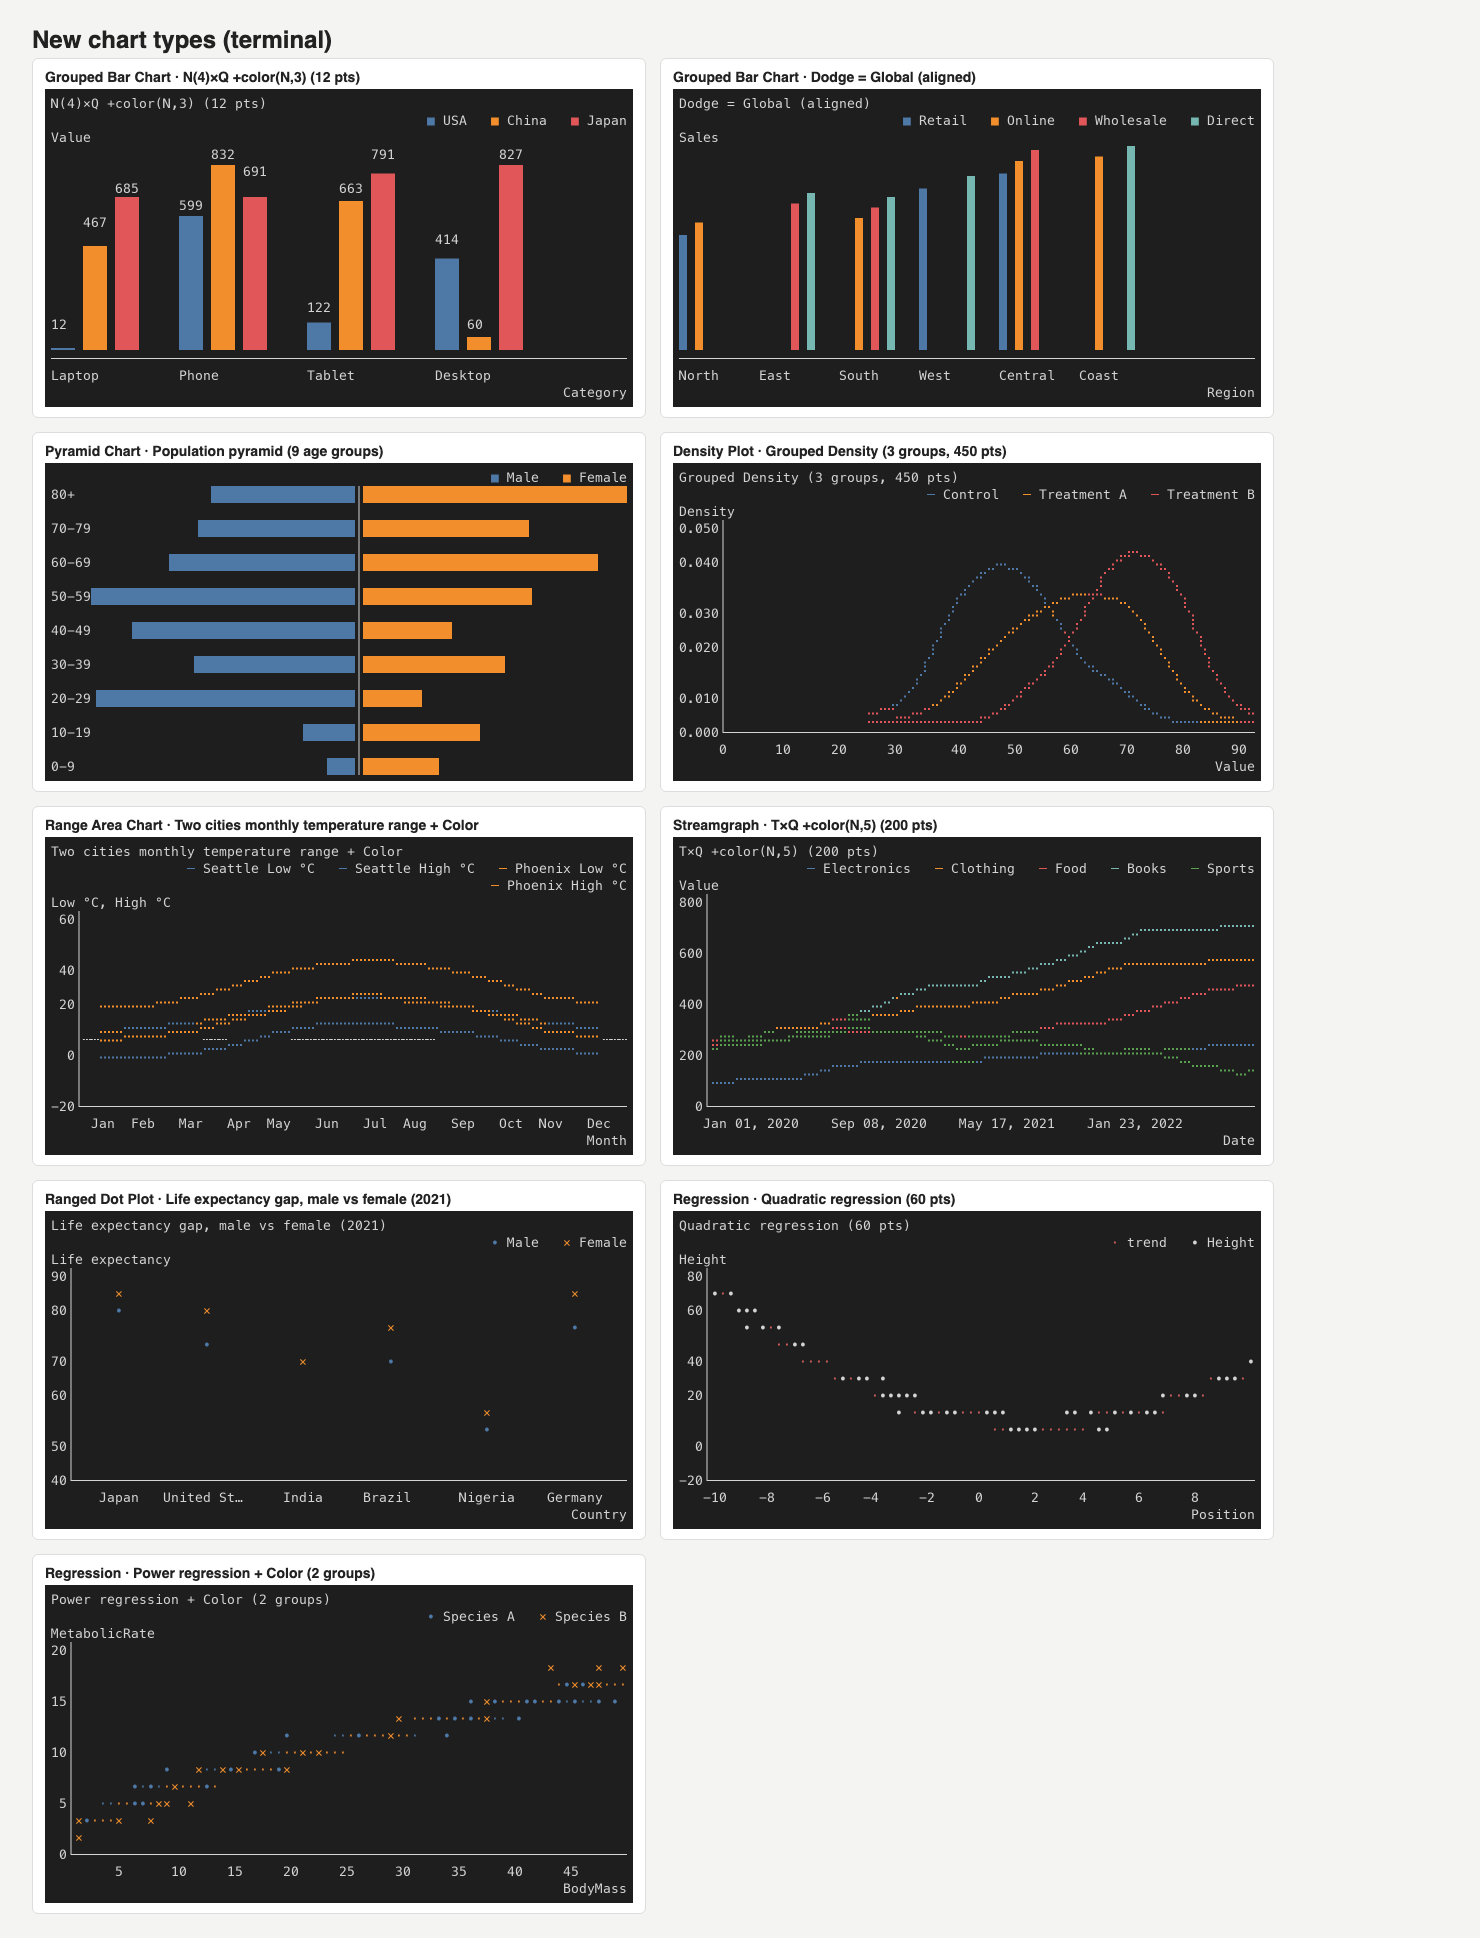 New chart types (terminal)
Grouped Bar Chart · N(4)×Q +color(N,3) (12 pts)
N(4)×Q +color(N,3) (12 pts)
USA China Japan
Value
832 791 827
691
685 663
599
467
414
122
12 60
Laptop Phone Tablet Desktop
Category
Grouped Bar Chart · Dodge = Global (aligned)
Dodge = Global (aligned)
Retail Online Wholesale Direct
Sales
North East South West Central Coast
Region
Pyramid Chart · Population pyramid (9 age groups)
Male Female
80+
70–79
60–69
50–59
40–49
30–39
20–29
10–19
0–9
Density Plot · Grouped Density (3 groups, 450 pts)
Grouped Density (3 groups, 450 pts)
Control Treatment A Treatment B
Density
0.050
0.040
0.030
0.020
0.010
0.000
0 10 20 30 40 50 60 70 80 90
Value
Range Area Chart · Two cities monthly temperature range + Color
Two cities monthly temperature range + Color
Seattle Low °C Seattle High °C Phoenix Low °C
Phoenix High °C
Low °C, High °C
60
40
20
0
−20
Jan Feb Mar Apr May Jun Jul Aug Sep Oct Nov Dec
Month
Streamgraph · T×Q +color(N,5) (200 pts)
T×Q +color(N,5) (200 pts)
Electronics Clothing Food Books Sports
Value
800
600
400
200
0
Jan 01, 2020 Sep 08, 2020 May 17, 2021 Jan 23, 2022
Date
Ranged Dot Plot · Life expectancy gap, male vs female (2021)
Life expectancy gap, male vs female (2021)
Male Female
Life expectancy
90
80
70
60
50
40
Japan United St… India Brazil Nigeria Germany
Country
Regression · Quadratic regression (60 pts)
Quadratic regression (60 pts)
trend Height
Height
80
60
40
20
0
−20
−10 −8 −6 −4 −2 0 2 4 6 8
Position
Regression · Power regression + Color (2 groups)
Power regression + Color (2 groups)
Species A Species B
MetabolicRate
20
15
10
5
0
5 10 15 20 25 30 35 40 45
BodyMass